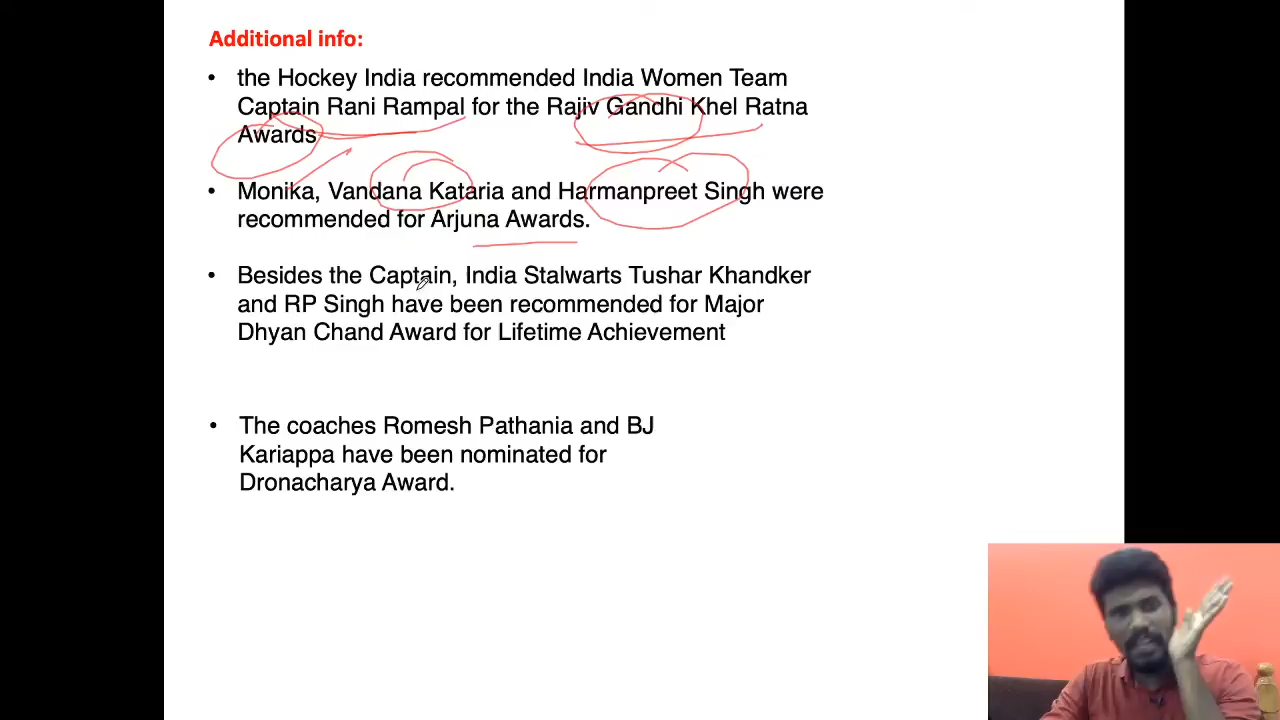 Additional info:
• the Hockey India recommended India Women Team
Captain Rani Rampal for the Rajiv Gandhi Khel Ratna
Awards
• Monika, Vandana Kataria and Harmanpreet Singh were
recommended for Arjuna Awards.
• Besides the Captain, India Stalwarts Tushar Khandker
and RP Singh have been recommended for Major
Dhyan Chand Award for Lifetime Achievement
• The coaches Romesh Pathania and BJ
Kariappa have been nominated for
Dronacharya Award.